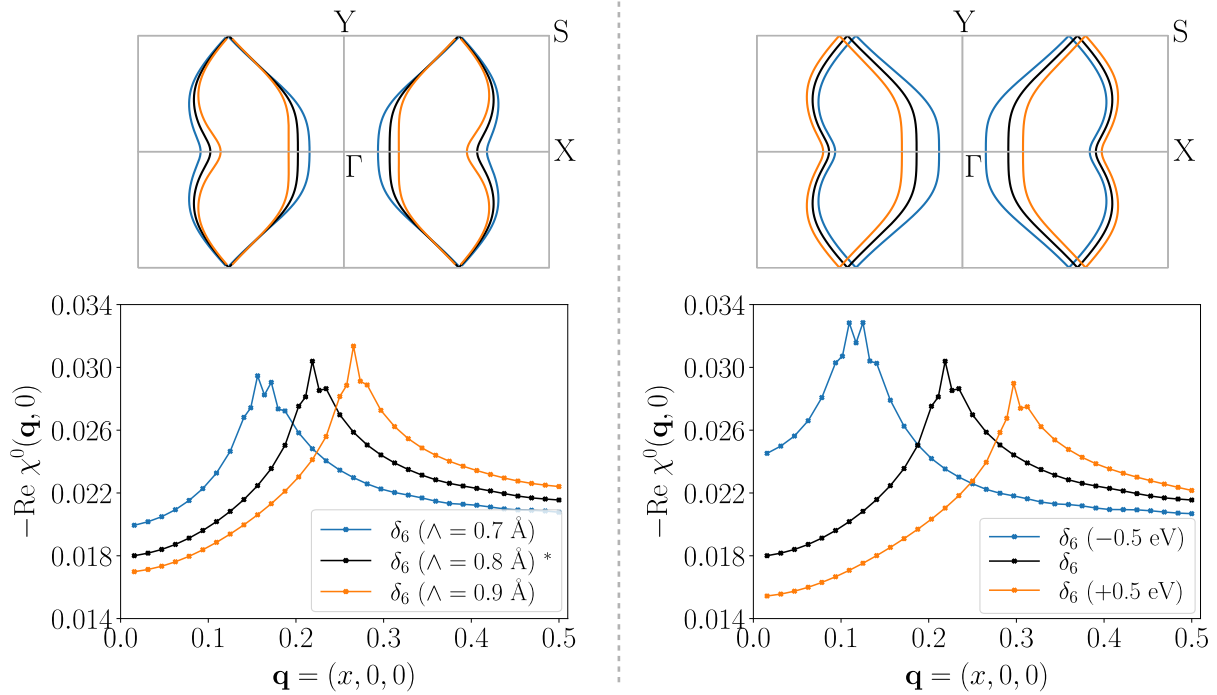 Y
S
X
Γ
Y
S
X
Γ
−Re χ⁰(q, 0)
0.034
0.030
0.026
0.022
0.018
0.014
δ₆ (∧ = 0.7 Å)
δ₆ (∧ = 0.8 Å) *
δ₆ (∧ = 0.9 Å)
0.0 0.1 0.2 0.3 0.4 0.5
q = (x, 0, 0)
−Re χ⁰(q, 0)
0.034
0.030
0.026
0.022
0.018
0.014
δ₆ (−0.5 eV)
δ₆
δ₆ (+0.5 eV)
0.0 0.1 0.2 0.3 0.4 0.5
q = (x, 0, 0)